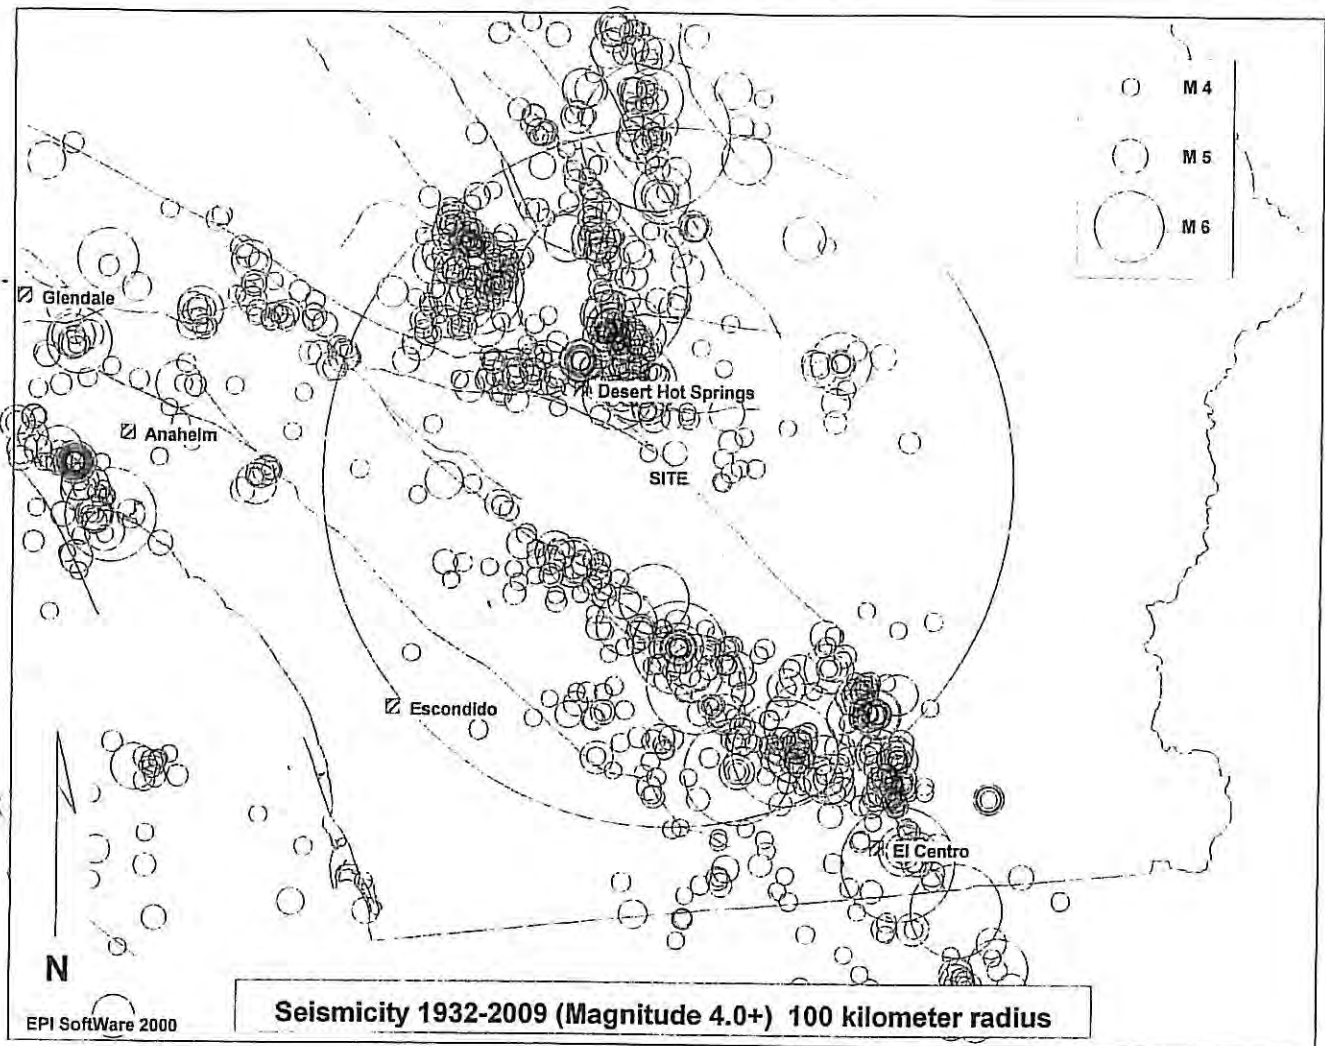 M 4
M 5
M 6
Glendale
Desert Hot Springs
Anaheim
SITE
Escondido
El Centro
N
EPI SoftWare 2000
Seismicity 1932-2009 (Magnitude 4.0+) 100 kilometer radius